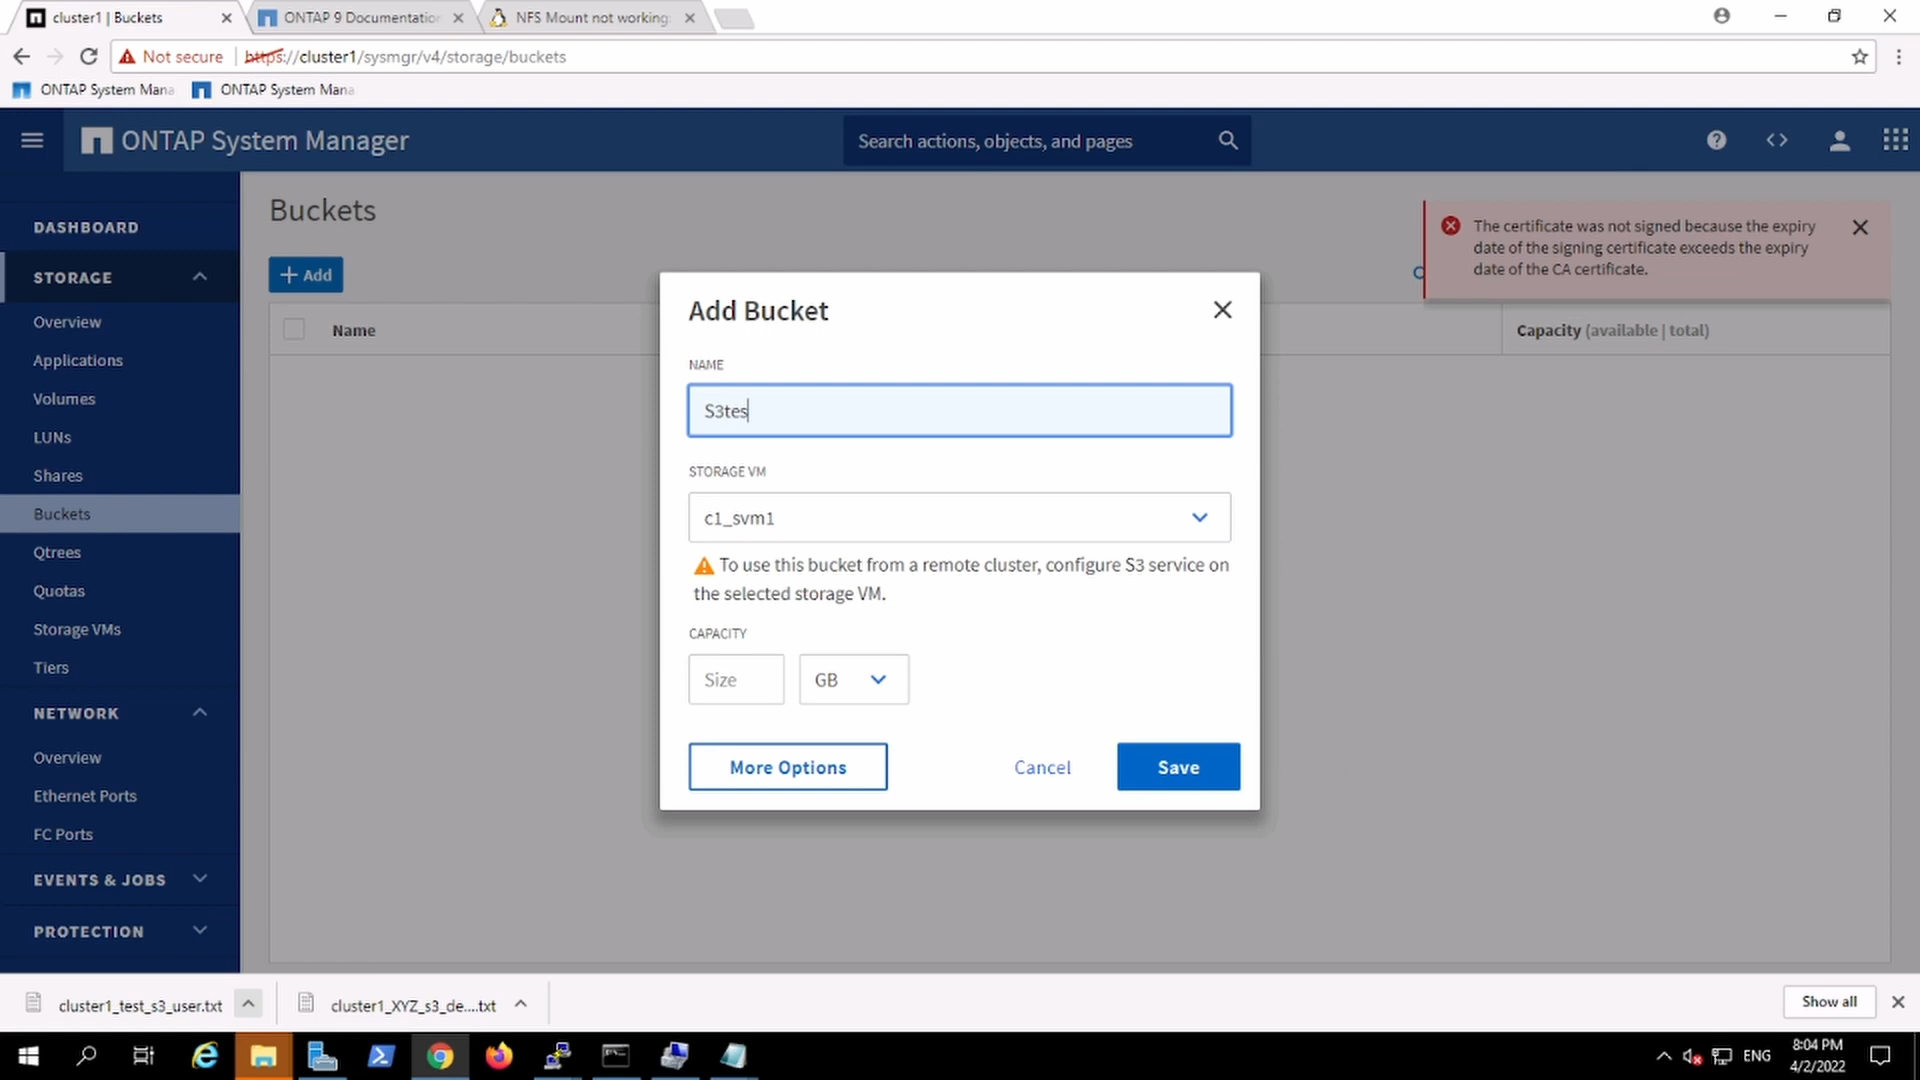 cluster1 | Buckets
ONTAP 9 Documentation
NFS Mount not working
Not secure
https://cluster1/sysmgr/v4/storage/buckets
ONTAP System Mana
ONTAP System Mana
ONTAP System Manager
Search actions, objects, and pages
DASHBOARD
STORAGE
Overview
Applications
Volumes
LUNs
Shares
Buckets
Qtrees
Quotas
Storage VMs
Tiers
NETWORK
Overview
Ethernet Ports
FC Ports
EVENTS & JOBS
PROTECTION
Buckets
Add
Name
Capacity (available | total)
The certificate was not signed because the expiry
date of the signing certificate exceeds the expiry
date of the CA certificate.
Add Bucket
NAME
S3tes
STORAGE VM
c1_svm1
To use this bucket from a remote cluster, configure S3 service on
the selected storage VM.
CAPACITY
Size
GB
More Options
Cancel
Save
cluster1_test_s3_user.txt
cluster1_XYZ_s3_de....txt
Show all
ENG
8:04 PM
4/2/2022